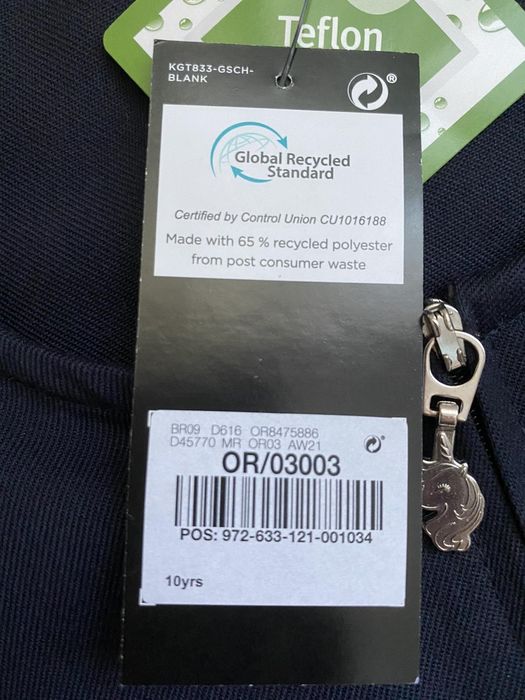 Teflon
KGT833-GSCH-
BLANK
®
Global Recycled
Standard
Certified by Control Union CU1016188
Made with 65 % recycled polyester
from post consumer waste
BR09 D616 OR8475886
D45770 MR OR03 AW21
OR/03003
POS: 972-633-121-001034
10yrs